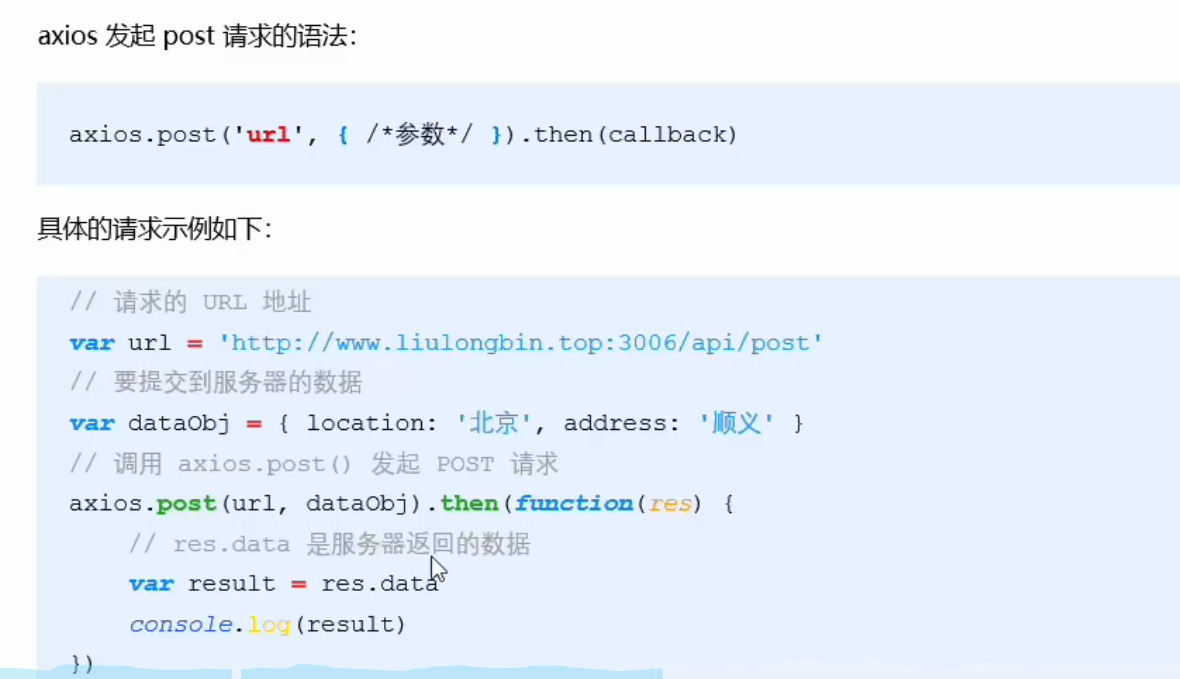 axios 发起 post 请求的语法：
axios.post('url', { /*参数*/ }).then(callback)
具体的请求示例如下：
// 请求的 URL 地址
var url = 'http://www.liulongbin.top:3006/api/post'
// 要提交到服务器的数据
var dataObj = { location: '北京', address: '顺义' }
// 调用 axios.post() 发起 POST 请求
axios.post(url, dataObj).then(function(res) {
// res.data 是服务器返回的数据
var result = res.data
console.log(result)
})